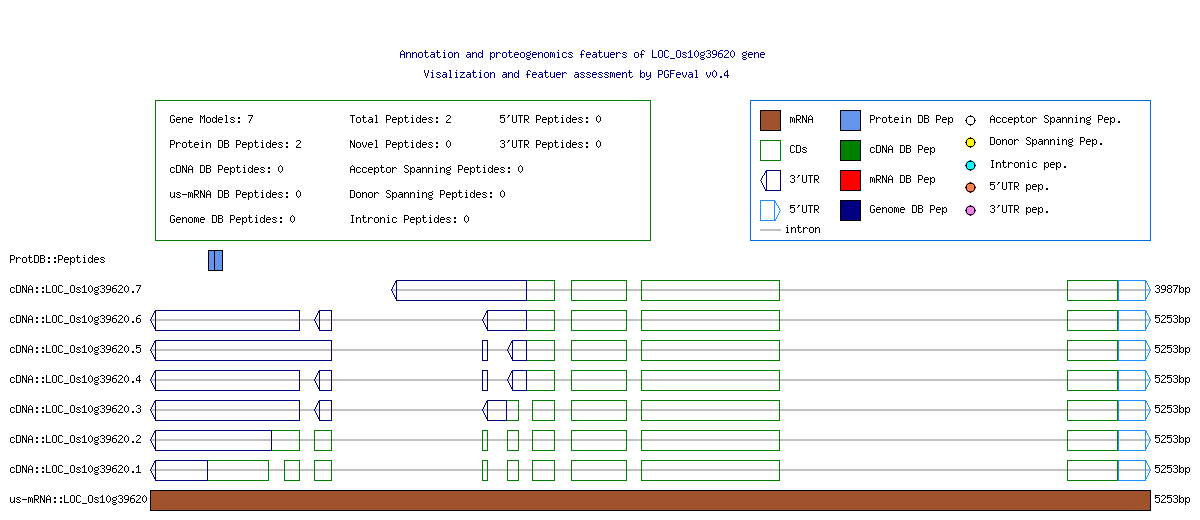 Annotation and proteogenomics featuers of LOC_Os10g39620 gene
Visalization and featuer assessment by PGFeval v0.4
Gene Models: 7 Total Peptides: 2 5'UTR Peptides: 0
Protein DB Peptides: 2 Novel Peptides: 0 3'UTR Peptides: 0
cDNA DB Peptides: 0 Acceptor Spanning Peptides: 0
us-mRNA DB Peptides: 0 Donor Spanning Peptides: 0
Genome DB Peptides: 0 Intronic Peptides: 0
mRNA Protein DB Pep Acceptor Spanning Pep.
CDs cDNA DB Pep Donor Spanning Pep.
3'UTR mRNA DB Pep Intronic pep.
5'UTR Genome DB Pep 5'UTR pep.
intron 3'UTR pep.
ProtDB::Peptides
cDNA::LOC_Os10g39620.7 3987bp
cDNA::LOC_Os10g39620.6 5253bp
cDNA::LOC_Os10g39620.5 5253bp
cDNA::LOC_Os10g39620.4 5253bp
cDNA::LOC_Os10g39620.3 5253bp
cDNA::LOC_Os10g39620.2 5253bp
cDNA::LOC_Os10g39620.1 5253bp
us-mRNA::LOC_Os10g39620 5253bp